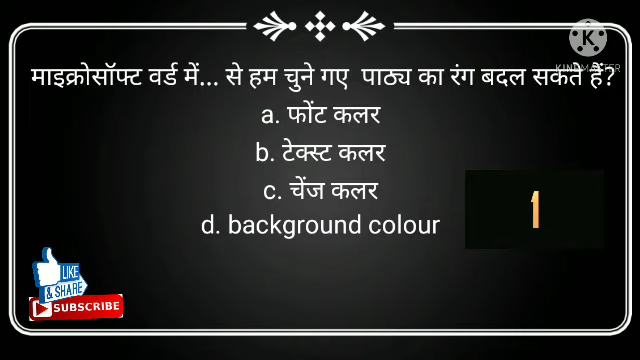 माइक्रोसॉफ्ट वर्ड में... से हम चुने गए पाठ्य का रंग बदल सकते हैं?
a. फोंट कलर
b. टेक्स्ट कलर
c. चेंज कलर
d. background colour
1
K
KINEMASTER
LIKE
& SHARE
SUBSCRIBE